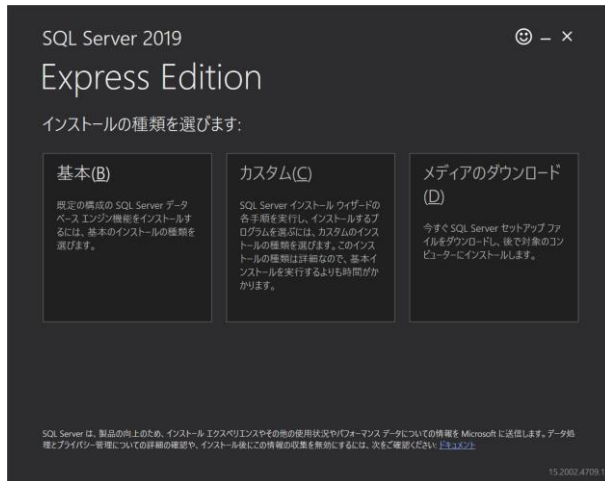 SQL Server 2019
Express Edition
インストールの種類を選びます:
基本(B)
既定の構成の SQL Server データ
ベース エンジン機能をインストールす
るには、基本のインストールの種類を
選びます。
カスタム(C)
SQL Server インストール ウィザードの
各手順を実行し、インストールするプ
ログラムを選ぶには、カスタムのインス
トールの種類を選びます。このインス
トールの種類は詳細なので、基本イ
ンストールを実行するよりも時間がか
かります。
メディアのダウンロード
(D)
今すぐ SQL Server セットアップ ファ
イルをダウンロードし、後で対象のコン
ピューターにインストールします。
SQL Server は、製品の向上のため、インストール エクスペリエンスやその他の使用状況やパフォーマンス データについての情報を Microsoft に送信します。データ処
理とプライバシー管理についての詳細の確認や、インストール後にこの情報の収集を無効にするには、次をご確認ください: ドキュメント
15.2002.4709.1